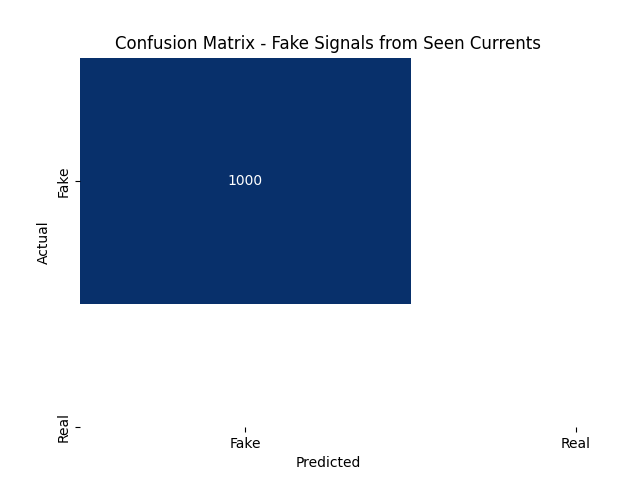 Confusion Matrix - Fake Signals from Seen Currents
Fake
1000
Actual
Real
Fake
Real
Predicted